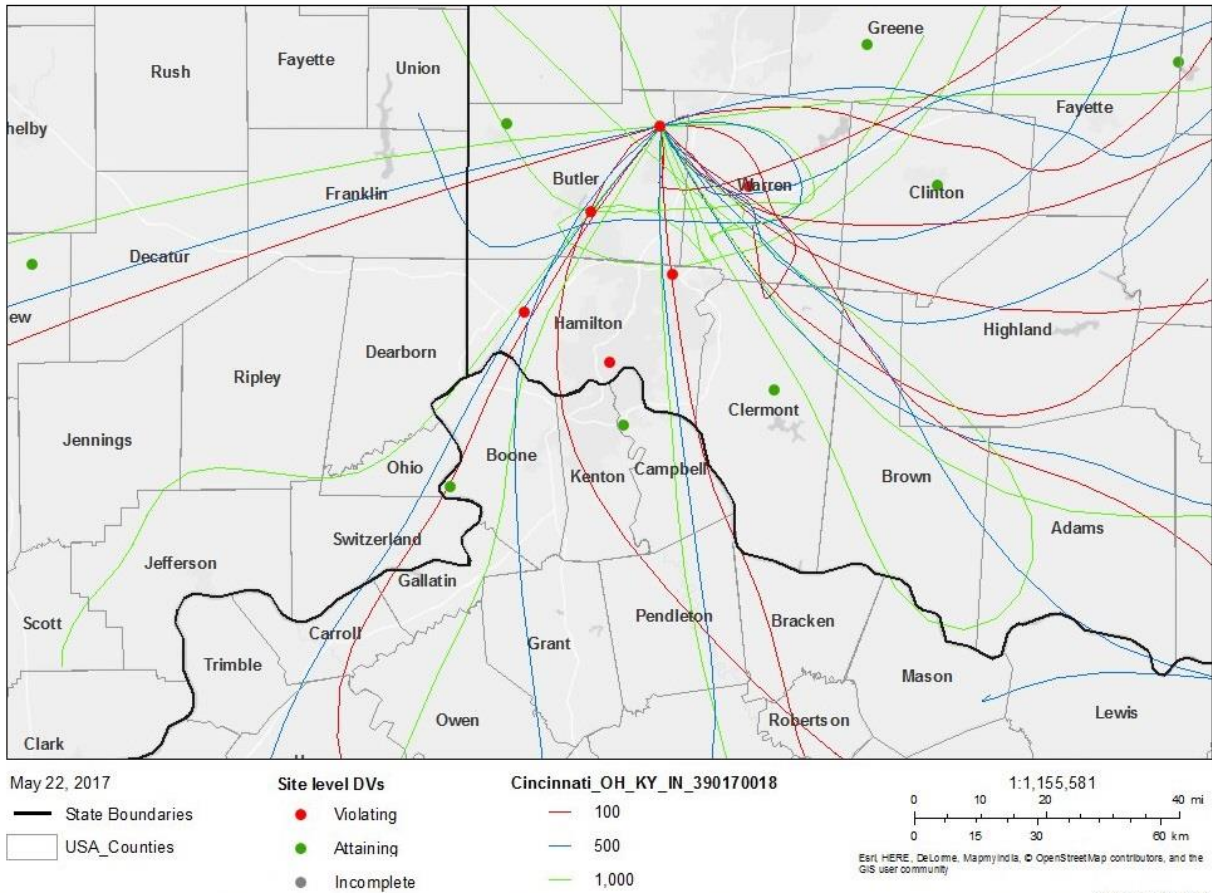 Greene
Rush
Fayette
Union
Fayette
helby
Butler
Warren
Clinton
Franklin
Decatur
ew
Hamilton
Highland
Dearborn
Ripley
Clermont
Jennings
Ohio
Boone
Kenton
Campbell
Brown
Adams
Switzerland
Jefferson
Gallatin
Scott
Carroll
Grant
Pendleton
Bracken
Trimble
Mason
Owen
Robertson
Lewis
Clark
May 22, 2017
State Boundaries
USA_Counties
Site level DVs
Violating
Attaining
Incomplete
Cincinnati_OH_KY_IN_390170018
100
500
1,000
1:1,155,581
0 10 20 40 mi
0 15 30 60 km
Esri, HERE, DeLorme, MapmyIndia, © OpenStreetMap contributors, and the
GIS user community